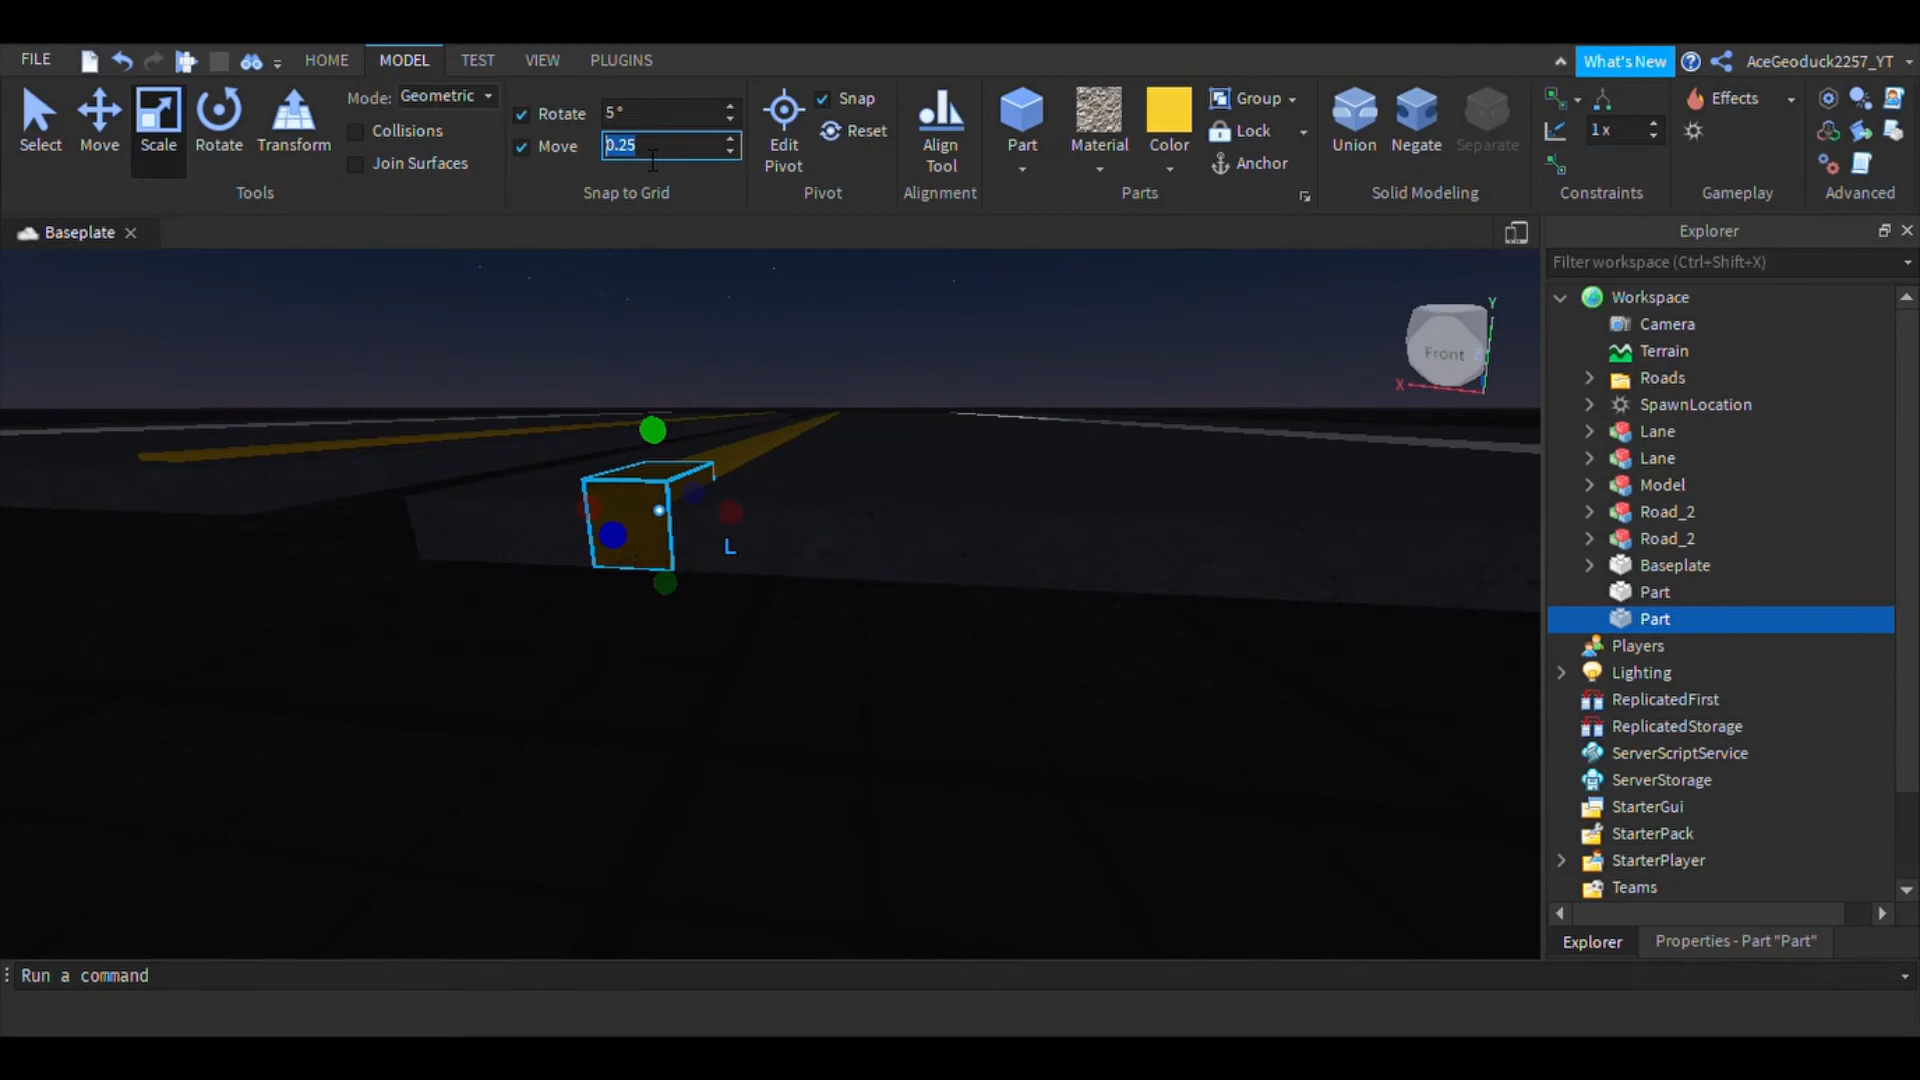 FILE
HOME
MODEL
TEST
VIEW
PLUGINS
What's New
AceGeoduck2257_YT
Select
Move
Scale
Rotate
Transform
Mode: Geometric
Collisions
Join Surfaces
Tools
Rotate 5°
Move 0.25
Snap to Grid
Edit
Pivot
Snap
Reset
Pivot
Align
Tool
Alignment
Part
Material
Color
Group
Lock
Anchor
Parts
Union
Negate
Separate
Solid Modeling
1x
Constraints
Effects
Gameplay
Advanced
Baseplate
Explorer
Filter workspace (Ctrl+Shift+X)
Workspace
Camera
Terrain
Roads
SpawnLocation
Lane
Lane
Model
Road_2
Road_2
Baseplate
Part
Part
Players
Lighting
ReplicatedFirst
ReplicatedStorage
ServerScriptService
ServerStorage
StarterGui
StarterPack
StarterPlayer
Teams
Explorer
Properties - Part "Part"
Y
Front
X
L
Run a command